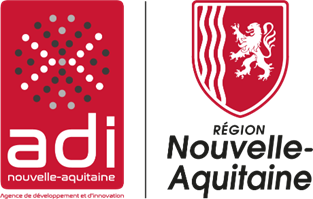 adi
nouvelle-aquitaine
Agence de développement et d'innovation
RÉGION
Nouvelle-
Aquitaine